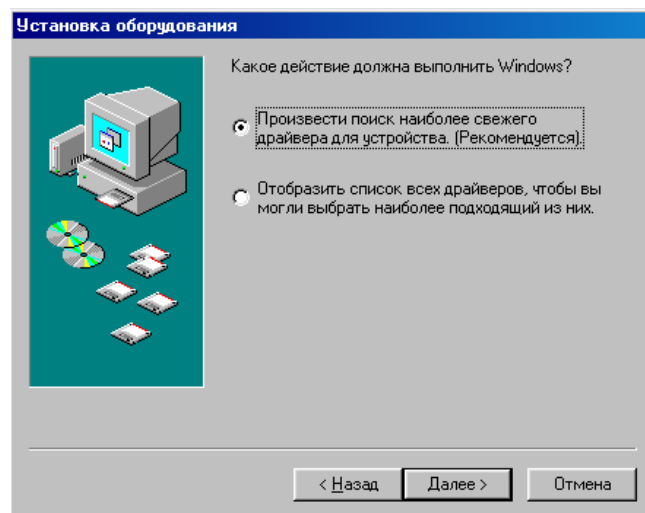 Установка оборудования
Какое действие должна выполнить Windows?
Произвести поиск наиболее свежего
драйвера для устройства. (Рекомендуется).
Отобразить список всех драйверов, чтобы вы
могли выбрать наиболее подходящий из них.
< Назад
Далее >
Отмена